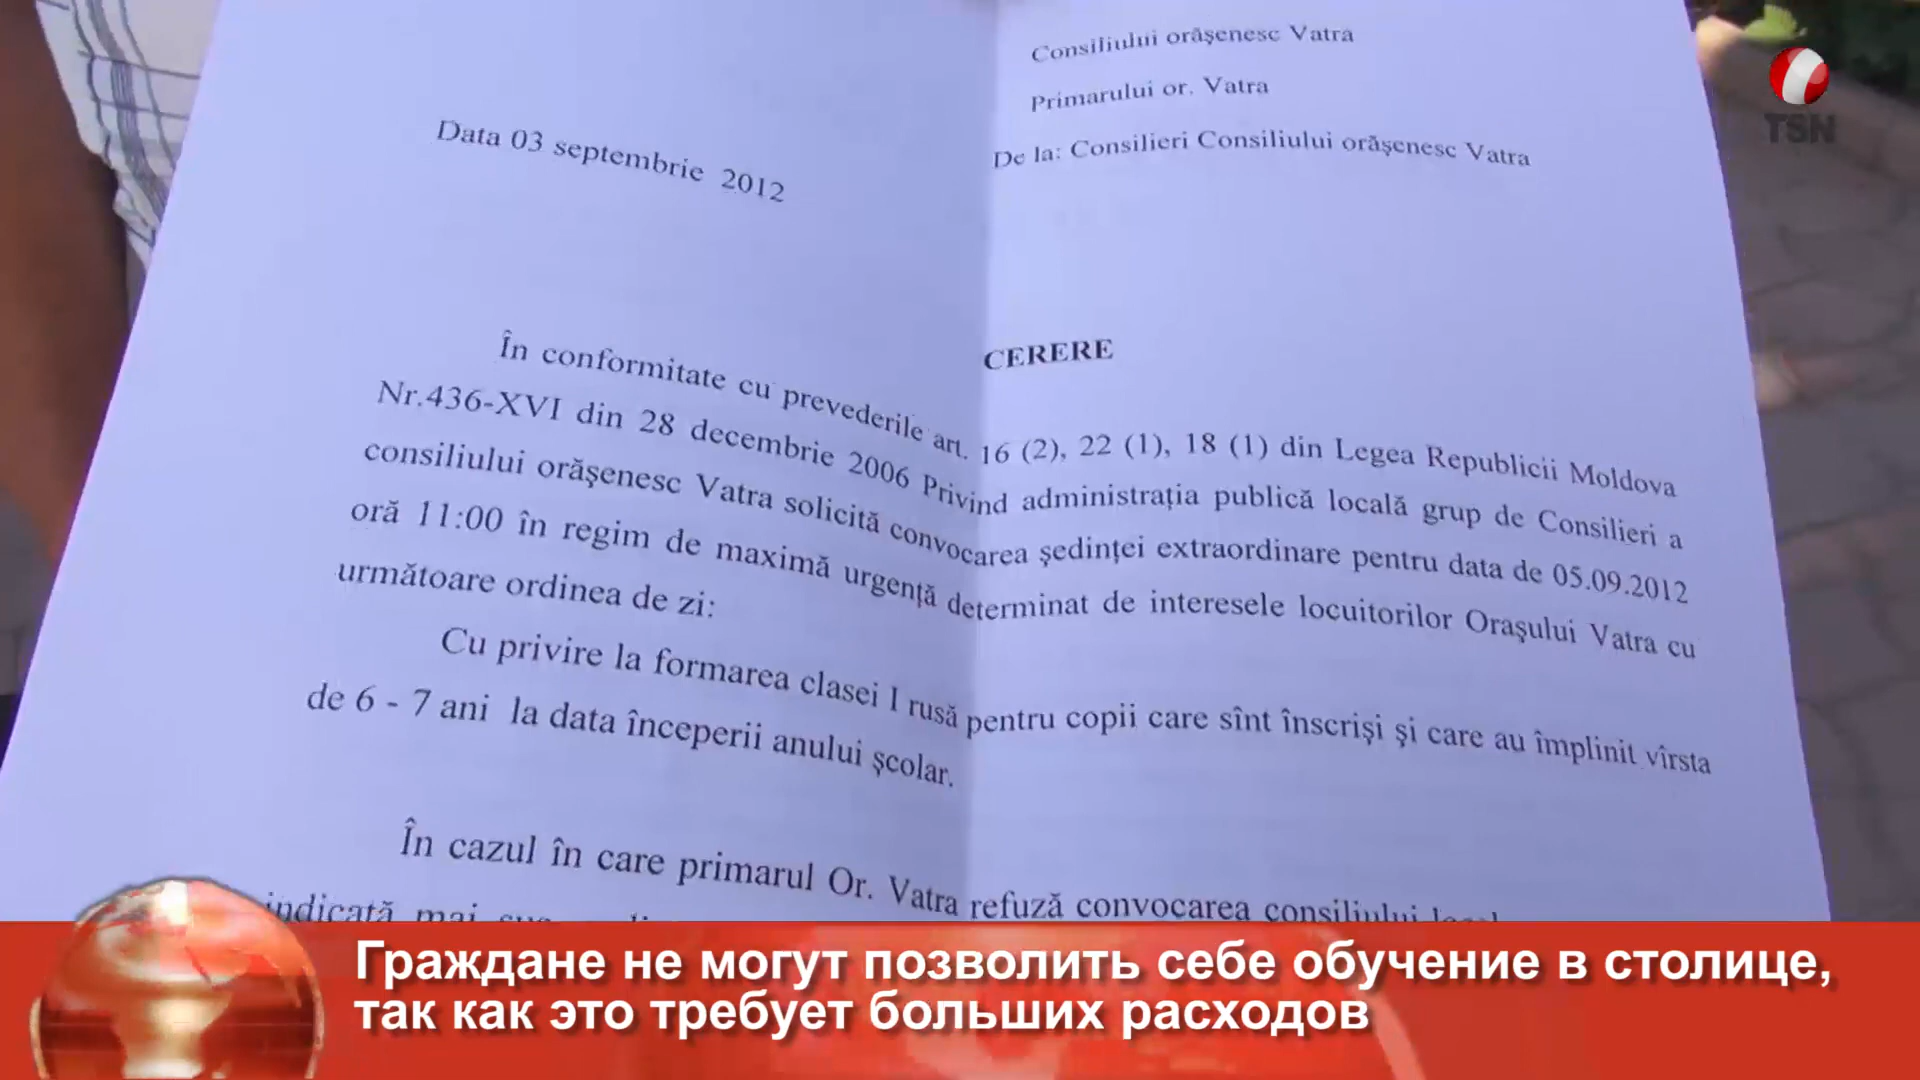 Consiliului orăşenesc Vatra
Primarului or. Vatra
De la: Consilieri Consiliului orăşenesc Vatra
Data 03 septembrie 2012
CERERE
În conformitate cu prevederile art. 16 (2), 22 (1), 18 (1) din Legea Republicii Moldova
Nr.436-XVI din 28 decembrie 2006 Privind administraţia publică locală grup de Consilieri a
consiliului orăşenesc Vatra solicită convocarea şedinţei extraordinare pentru data de 05.09.2012
oră 11:00 în regim de maximă urgenţă determinat de interesele locuitorilor Oraşului Vatra cu
următoare ordinea de zi:
Cu privire la formarea clasei I rusă pentru copii care sînt înscrişi şi care au împlinit vîrsta
de 6 - 7 ani la data începerii anului şcolar.
În cazul în care primarul Or. Vatra refuză convocarea consiliului
indicată mai
TSN
Граждане не могут позволить себе обучение в столице,
так как это требует больших расходов